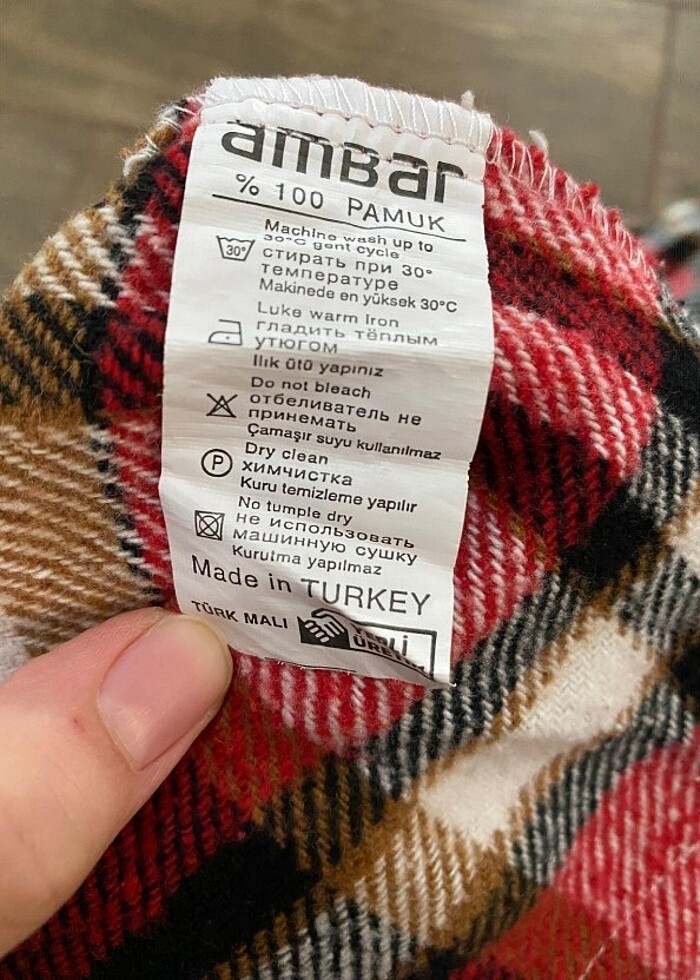 amBar
% 100 PAMUK
Machine wash up to
30°C gent cycle
30°
стирать при 30°
температуре
Makinede en yüksek 30°C
Luke warm Iron
гладить тёплым
утюгом
Ilık ütü yapınız
Do not bleach
отбеливатель не
принемать
Çamaşır suyu kullanılmaz
Dry clean
P
химчистка
Kuru temizleme yapılır
No tumple dry
не использовать
машинную сушку
Kurutma yapılmaz
Made in TURKEY
TÜRK MALI